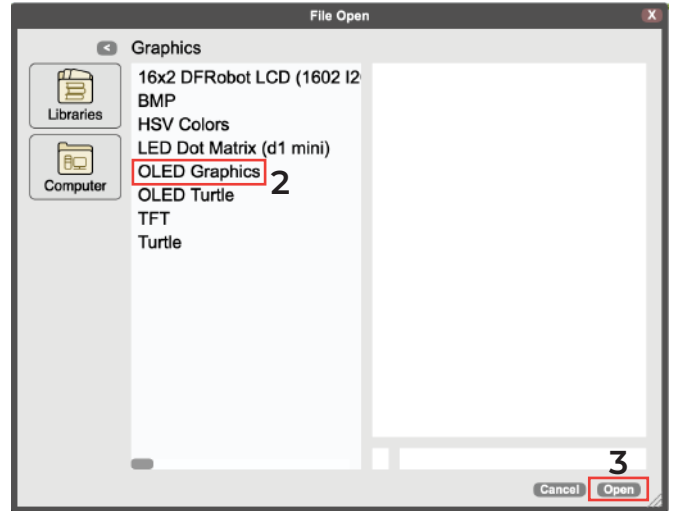 File Open
X
<
Graphics
Libraries
Computer
16x2 DFRobot LCD (1602 I2
BMP
HSV Colors
LED Dot Matrix (d1 mini)
OLED Graphics
2
OLED Turtle
TFT
Turtle
3
Cancel
Open